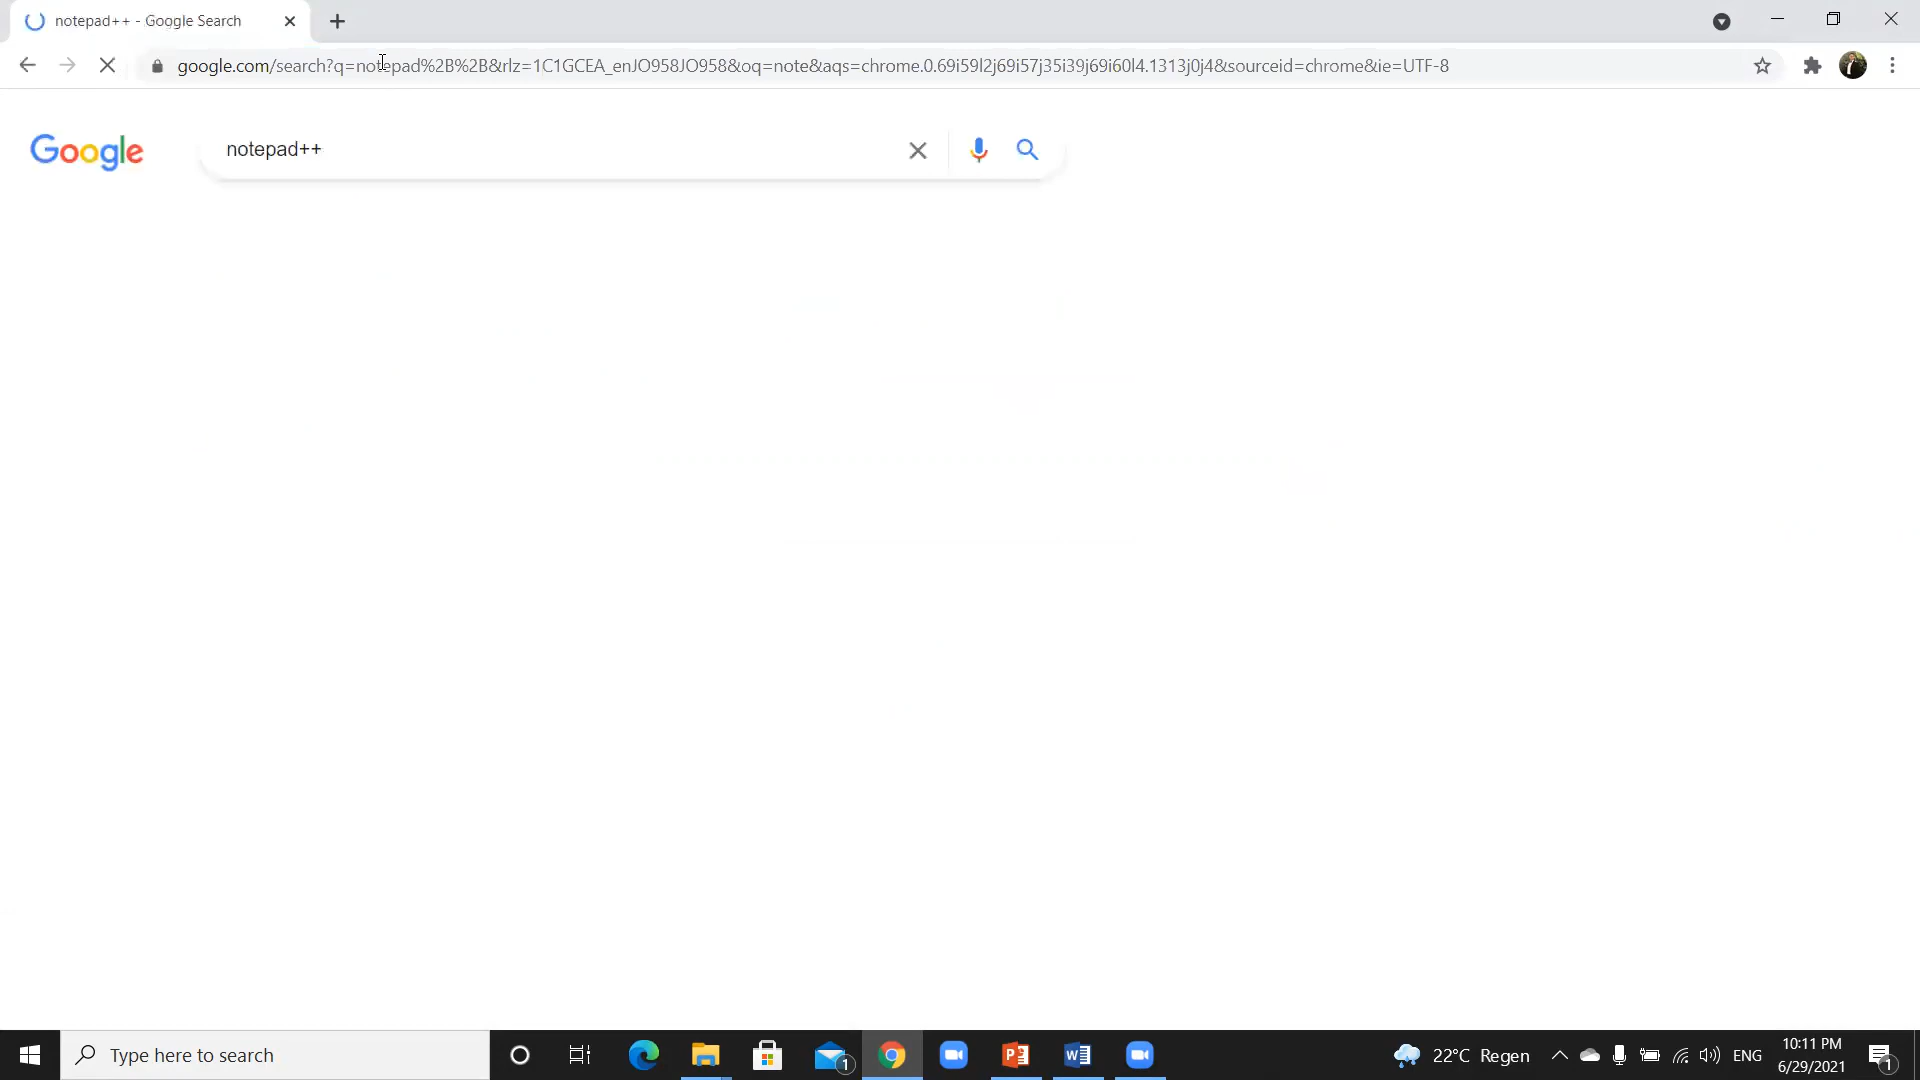 notepad++ - Google Search
google.com/search?q=notepad%2B%2B&rlz=1C1GCEA_enJO958JO958&oq=note&aqs=chrome.0.69i59l2j69i57j35i39j69i60l4.1313j0j4&sourceid=chrome&ie=UTF-8
Google
notepad++
Type here to search
1
22°C Regen
ENG
10:11 PM
6/29/2021
1